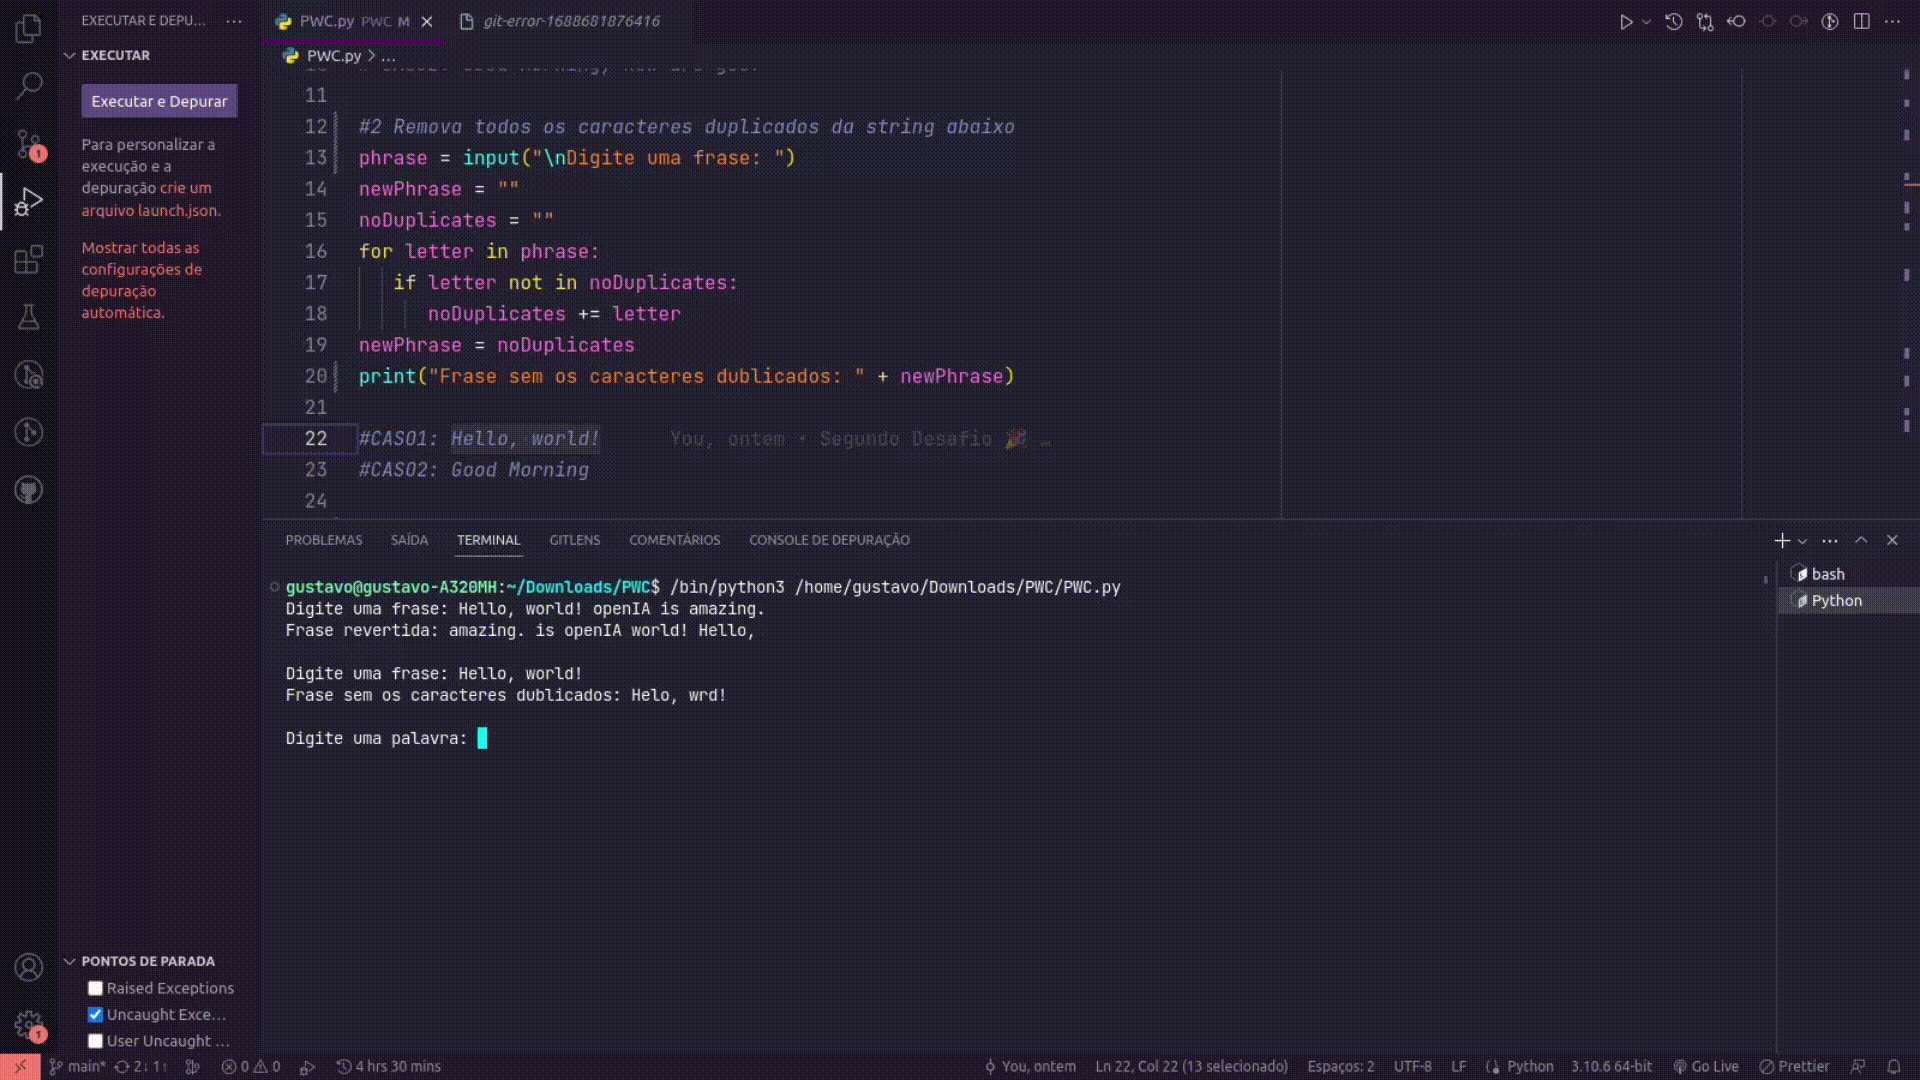 EXECUTAR E DEPU... ···
EXECUTAR
Executar e Depurar
Para personalizar a
execução e a
depuração crie um
arquivo launch.json.
Mostrar todas as
configurações de
depuração
automática.
PONTOS DE PARADA
Raised Exceptions
Uncaught Exce...
User Uncaught ...
PWC.py PWC M
git-error-1688681876416
PWC.py > ...
11
12 #2 Remova todos os caracteres duplicados da string abaixo
13 phrase = input("\nDigite uma frase: ")
14 newPhrase = ""
15 noDuplicates = ""
16 for letter in phrase:
17 if letter not in noDuplicates:
18 noDuplicates += letter
19 newPhrase = noDuplicates
20 print("Frase sem os caracteres dublicados: " + newPhrase)
21
22 #CASO1: Hello, world! You, ontem • Segundo Desafio 🎉 …
23 #CASO2: Good Morning
24
PROBLEMAS SAÍDA TERMINAL GITLENS COMENTÁRIOS CONSOLE DE DEPURAÇÃO
gustavo@gustavo-A320MH:~/Downloads/PWC$ /bin/python3 /home/gustavo/Downloads/PWC/PWC.py
Digite uma frase: Hello, world! openIA is amazing.
Frase revertida: amazing. is openIA world! Hello,
Digite uma frase: Hello, world!
Frase sem os caracteres dublicados: Helo, wrd!
Digite uma palavra:
bash
Python
main* 2↓ 1↑ 0 0 4 hrs 30 mins You, ontem Ln 22, Col 22 (13 selecionado) Espaços: 2 UTF-8 LF Python 3.10.6 64-bit Go Live Prettier